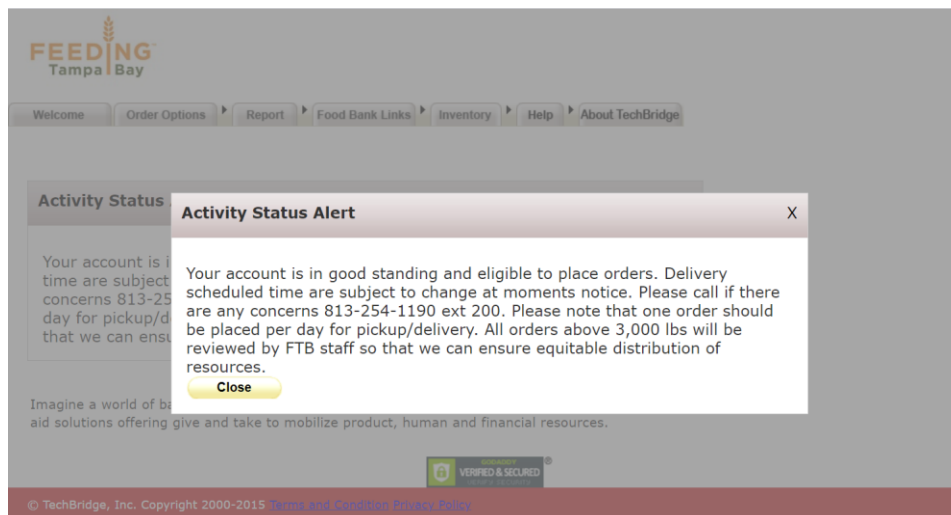 FEEDING
Tampa Bay
Welcome Order Options Report Food Bank Links Inventory Help About TechBridge
Activity Status
Activity Status Alert X
Your account is i
time are subject
concerns 813-25
day for pickup/d
that we can ensu
Your account is in good standing and eligible to place orders. Delivery
scheduled time are subject to change at moments notice. Please call if there
are any concerns 813-254-1190 ext 200. Please note that one order should
be placed per day for pickup/delivery. All orders above 3,000 lbs will be
reviewed by FTB staff so that we can ensure equitable distribution of
resources.
Close
Imagine a world of ba
aid solutions offering give and take to mobilize product, human and financial resources.
GODADDY
VERIFIED & SECURED
© TechBridge, Inc. Copyright 2000-2015 Terms and Condition Privacy Policy